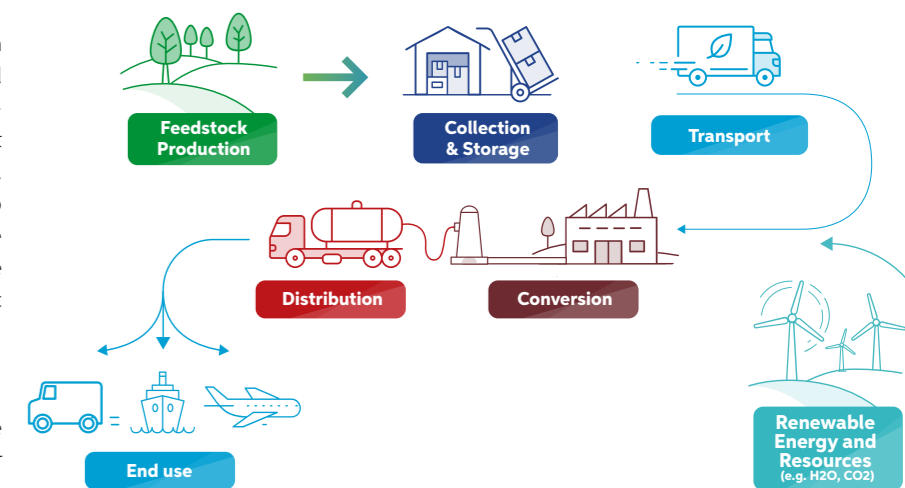 Feedstock
Production
Collection
& Storage
Transport
Distribution
Conversion
End use
Renewable
Energy and
Resources
(e.g. H2O, CO2)